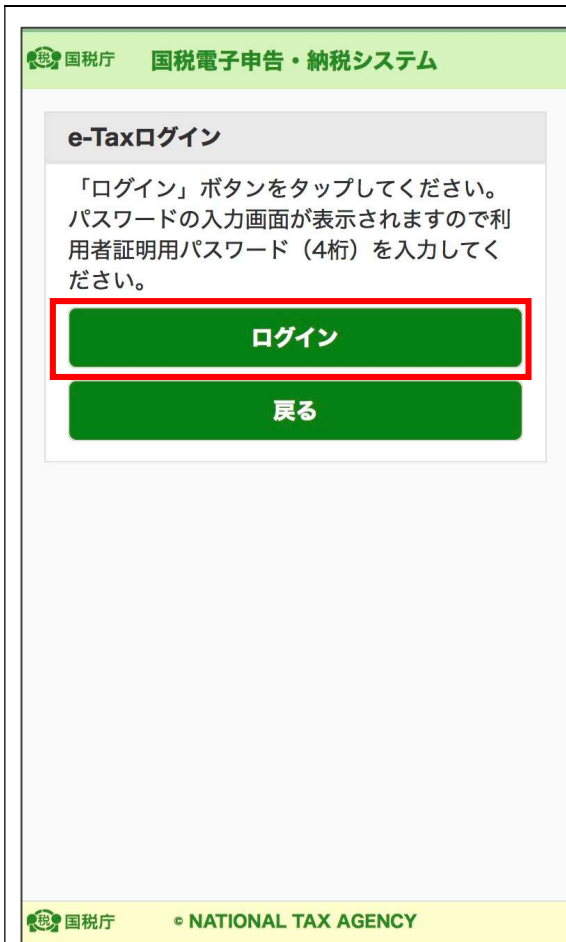 税 国税庁 国税電子申告・納税システム
e-Taxログイン
「ログイン」ボタンをタップしてください。
パスワードの入力画面が表示されますので利
用者証明用パスワード（4桁）を入力してく
ださい。
ログイン
戻る
税 国税庁 © NATIONAL TAX AGENCY